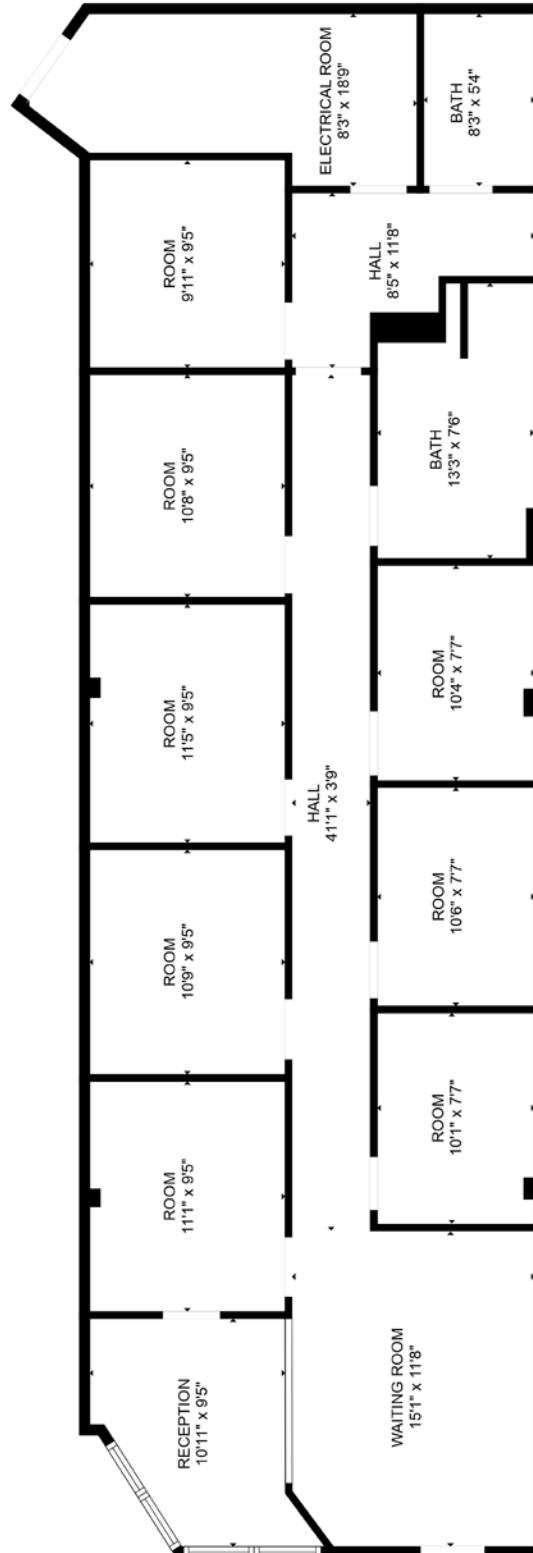 ELECTRICAL ROOM
8'3" x 18'9"
BATH
8'3" x 5'4"
ROOM
9'11" x 9'5"
HALL
8'5" x 11'8"
ROOM
10'8" x 9'5"
BATH
13'3" x 7'6"
ROOM
11'5" x 9'5"
ROOM
10'4" x 7'7"
HALL
41'1" x 3'9"
ROOM
10'9" x 9'5"
ROOM
10'6" x 7'7"
ROOM
11'1" x 9'5"
ROOM
10'1" x 7'7"
RECEPTION
10'11" x 9'5"
WAITING ROOM
15'1" x 11'8"